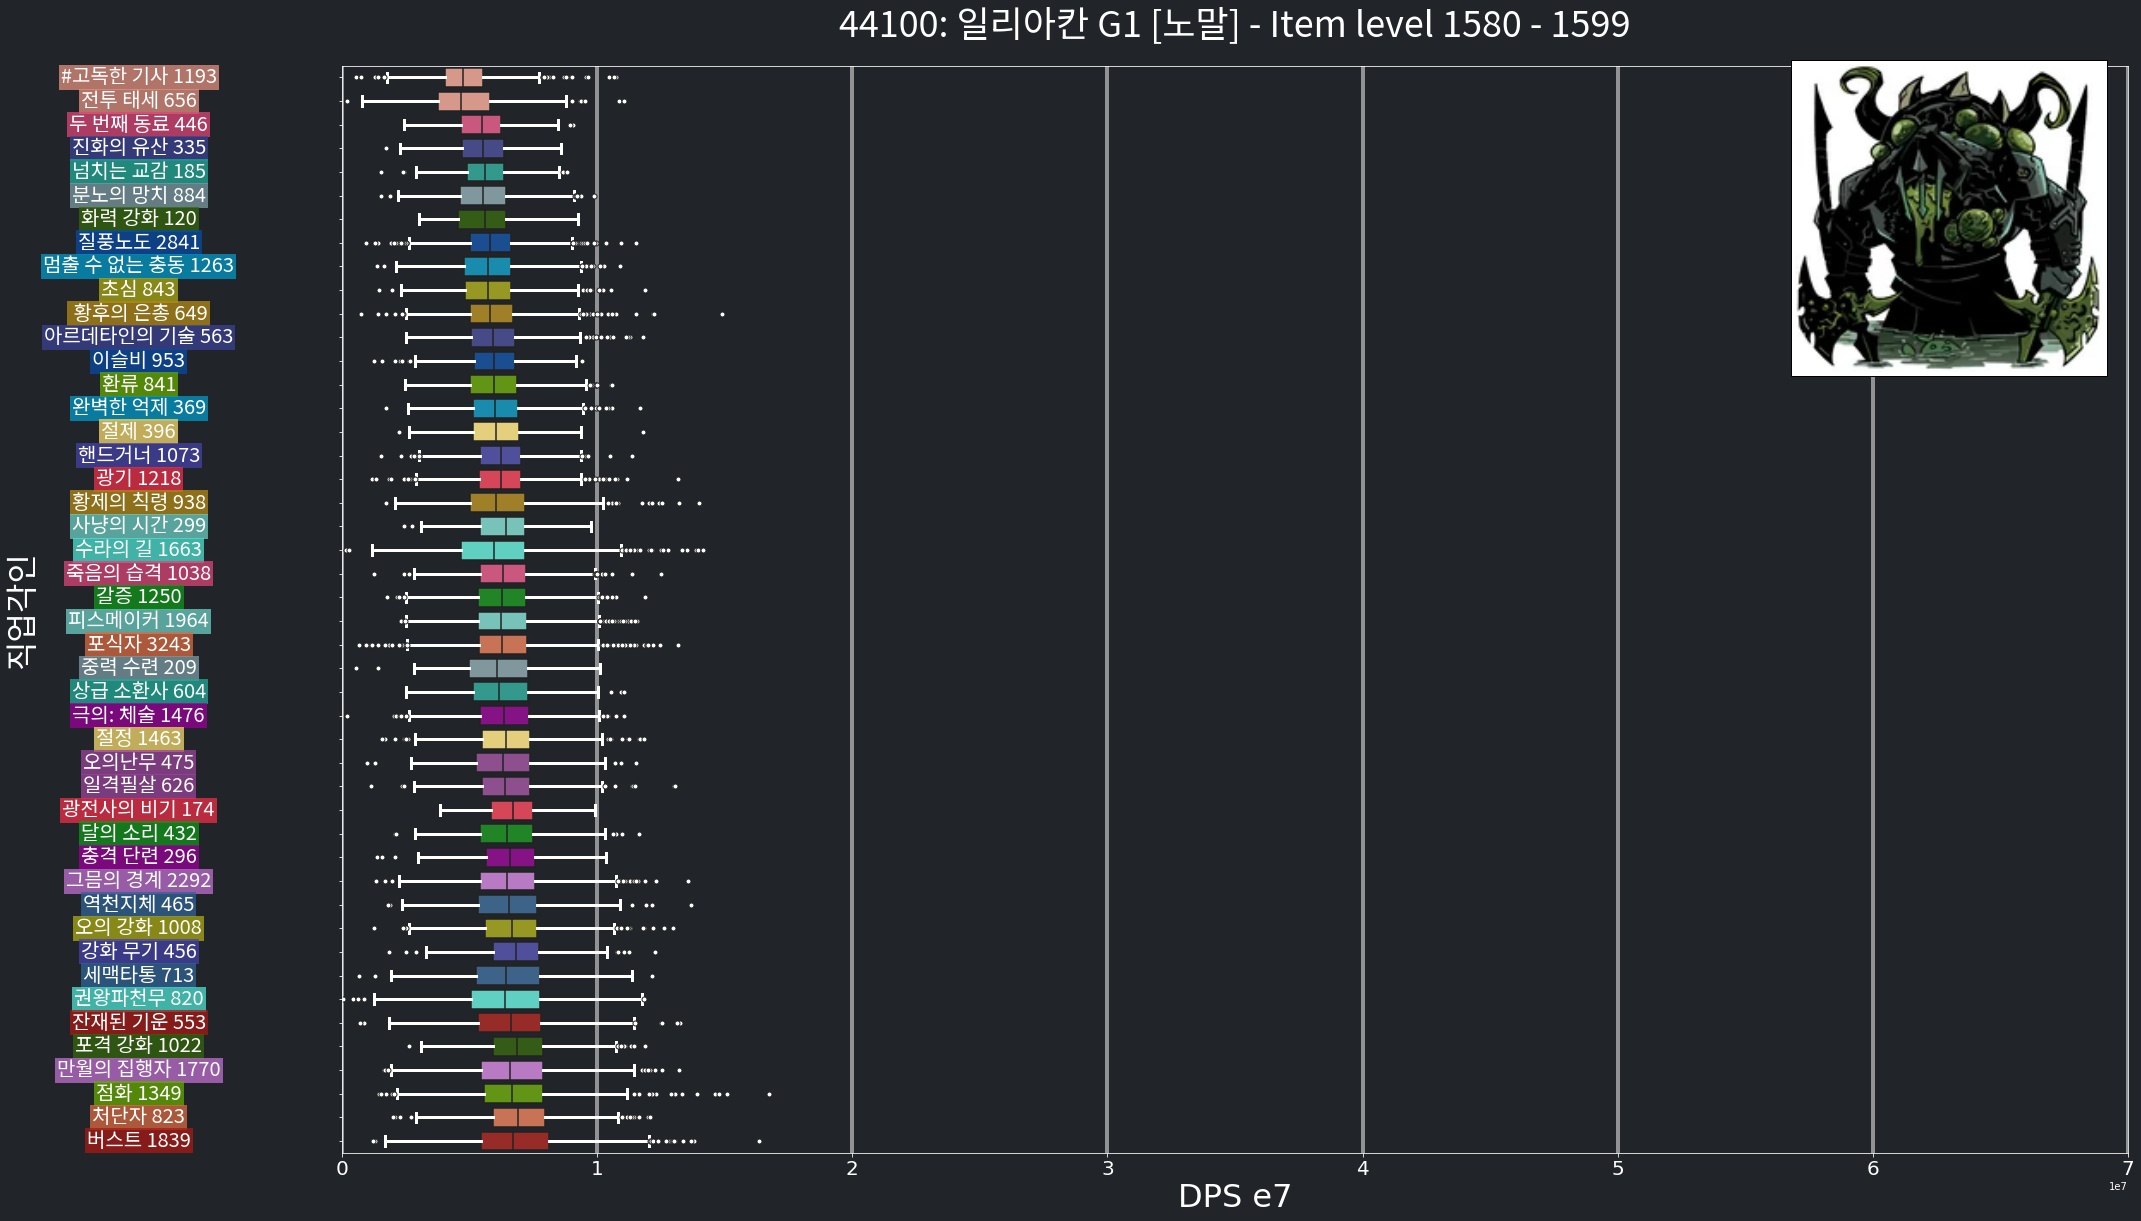 44100: 일리아칸 G1 [노말] - Item level 1580 - 1599
#고독한 기사 1193
전투 태세 656
두 번째 동료 446
진화의 유산 335
넘치는 교감 185
분노의 망치 884
화력 강화 120
질풍노도 2841
멈출 수 없는 충동 1263
초심 843
황후의 은총 649
아르데타인의 기술 563
이슬비 953
환류 841
완벽한 억제 369
절제 396
핸드거너 1073
광기 1218
황제의 칙령 938
사냥의 시간 299
수라의 길 1663
죽음의 습격 1038
갈증 1250
피스메이커 1964
포식자 3243
중력 수련 209
상급 소환사 604
극의: 체술 1476
절정 1463
오의난무 475
일격필살 626
광전사의 비기 174
달의 소리 432
충격 단련 296
그믐의 경계 2292
역천지체 465
오의 강화 1008
강화 무기 456
세맥타통 713
권왕파천무 820
잔재된 기운 553
포격 강화 1022
만월의 집행자 1770
점화 1349
처단자 823
버스트 1839
직업각인
0 1 2 3 4 5 6 7
DPS e7
1e7